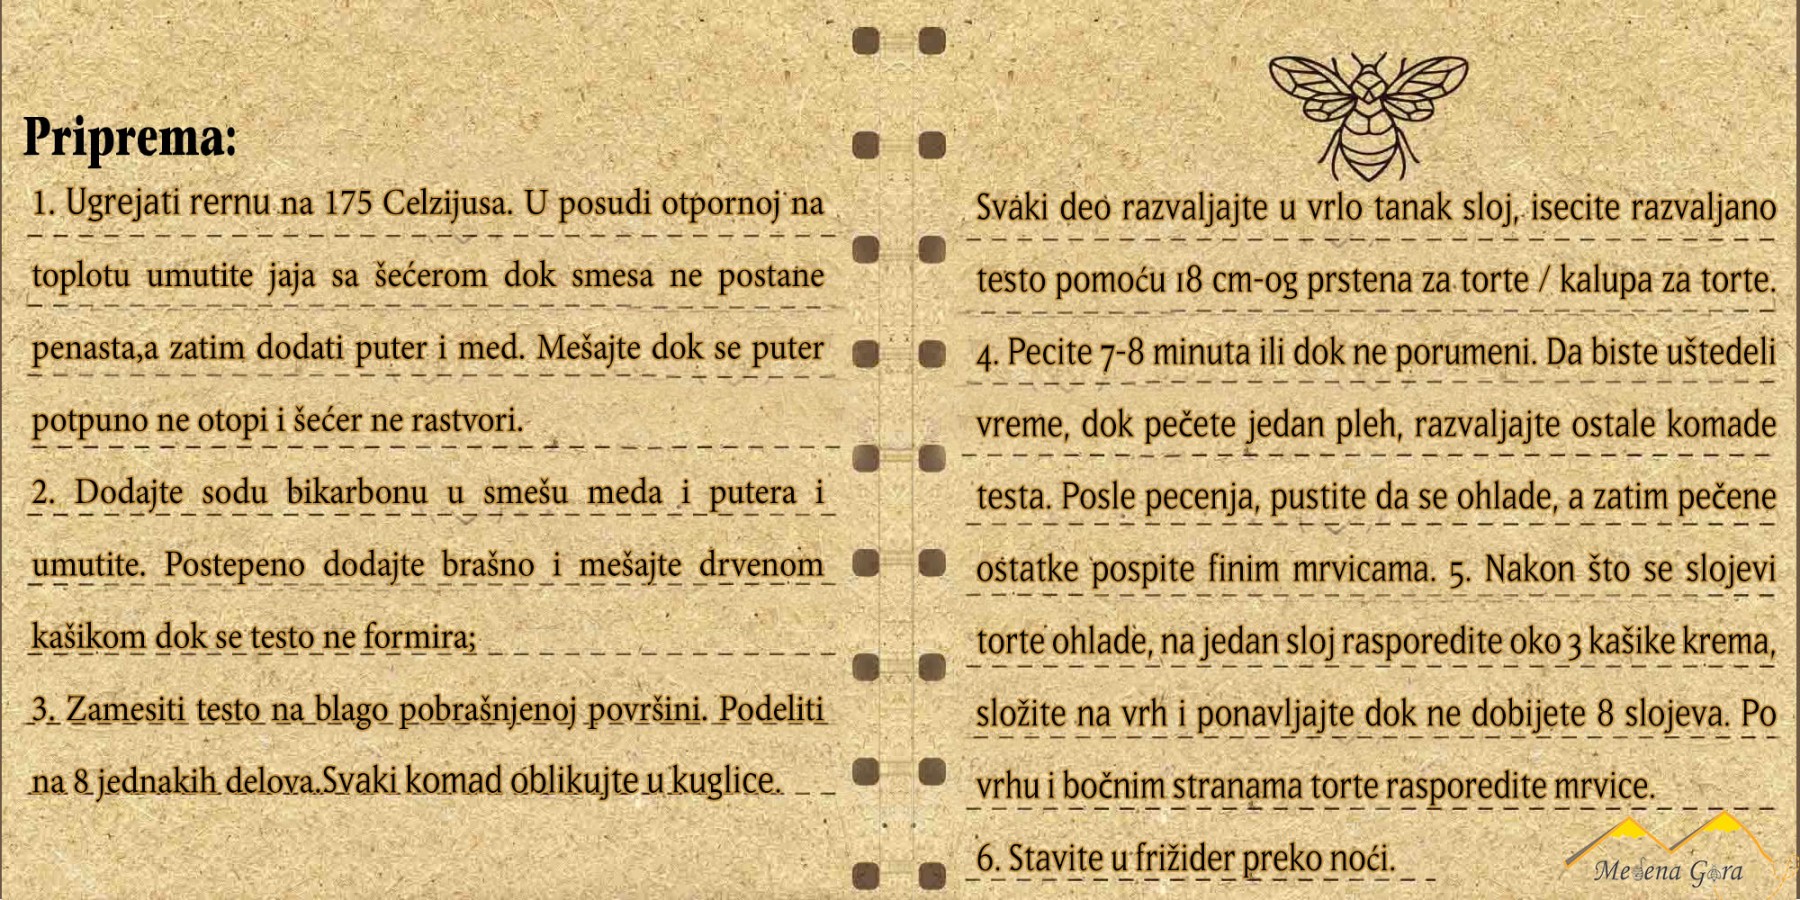 Priprema:
1. Ugrejati rernu na 175 Celzijusa. U posudi otpornoj na
toplotu umutite jaja sa šećerom dok smesa ne postane
penasta,a zatim dodati puter i med. Mešajte dok se puter
potpuno ne otopi i šećer ne rastvori.
2. Dodajte sodu bikarbonu u smešu meda i putera i
umutite. Postepeno dodajte brašno i mešajte drvenom
kašikom dok se testo ne formira;
3. Zamesiti testo na blago pobrašnjenoj površini. Podeliti
na 8 jednakih delova.Svaki komad oblikujte u kuglice.
Svaki deo razvaljajte u vrlo tanak sloj, isecite razvaljano
testo pomoću 18 cm-og prstena za torte / kalupa za torte.
4. Pecite 7-8 minuta ili dok ne porumeni. Da biste uštedeli
vreme, dok pečete jedan pleh, razvaljajte ostale komade
testa. Posle pecenja, pustite da se ohlade, a zatim pečene
ostatke pospite finim mrvicama. 5. Nakon što se slojevi
torte ohlade, na jedan sloj rasporedite oko 3 kašike krema,
složite na vrh i ponavljajte dok ne dobijete 8 slojeva. Po
vrhu i bočnim stranama torte rasporedite mrvice.
6. Stavite u frižider preko noći.
Medena Gora